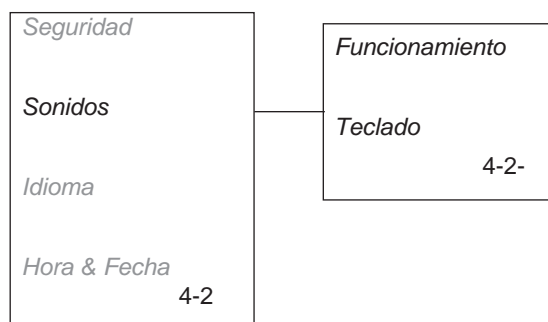 Seguridad
Sonidos
Idioma
Hora & Fecha
4-2
Funcionamiento
Teclado
4-2-